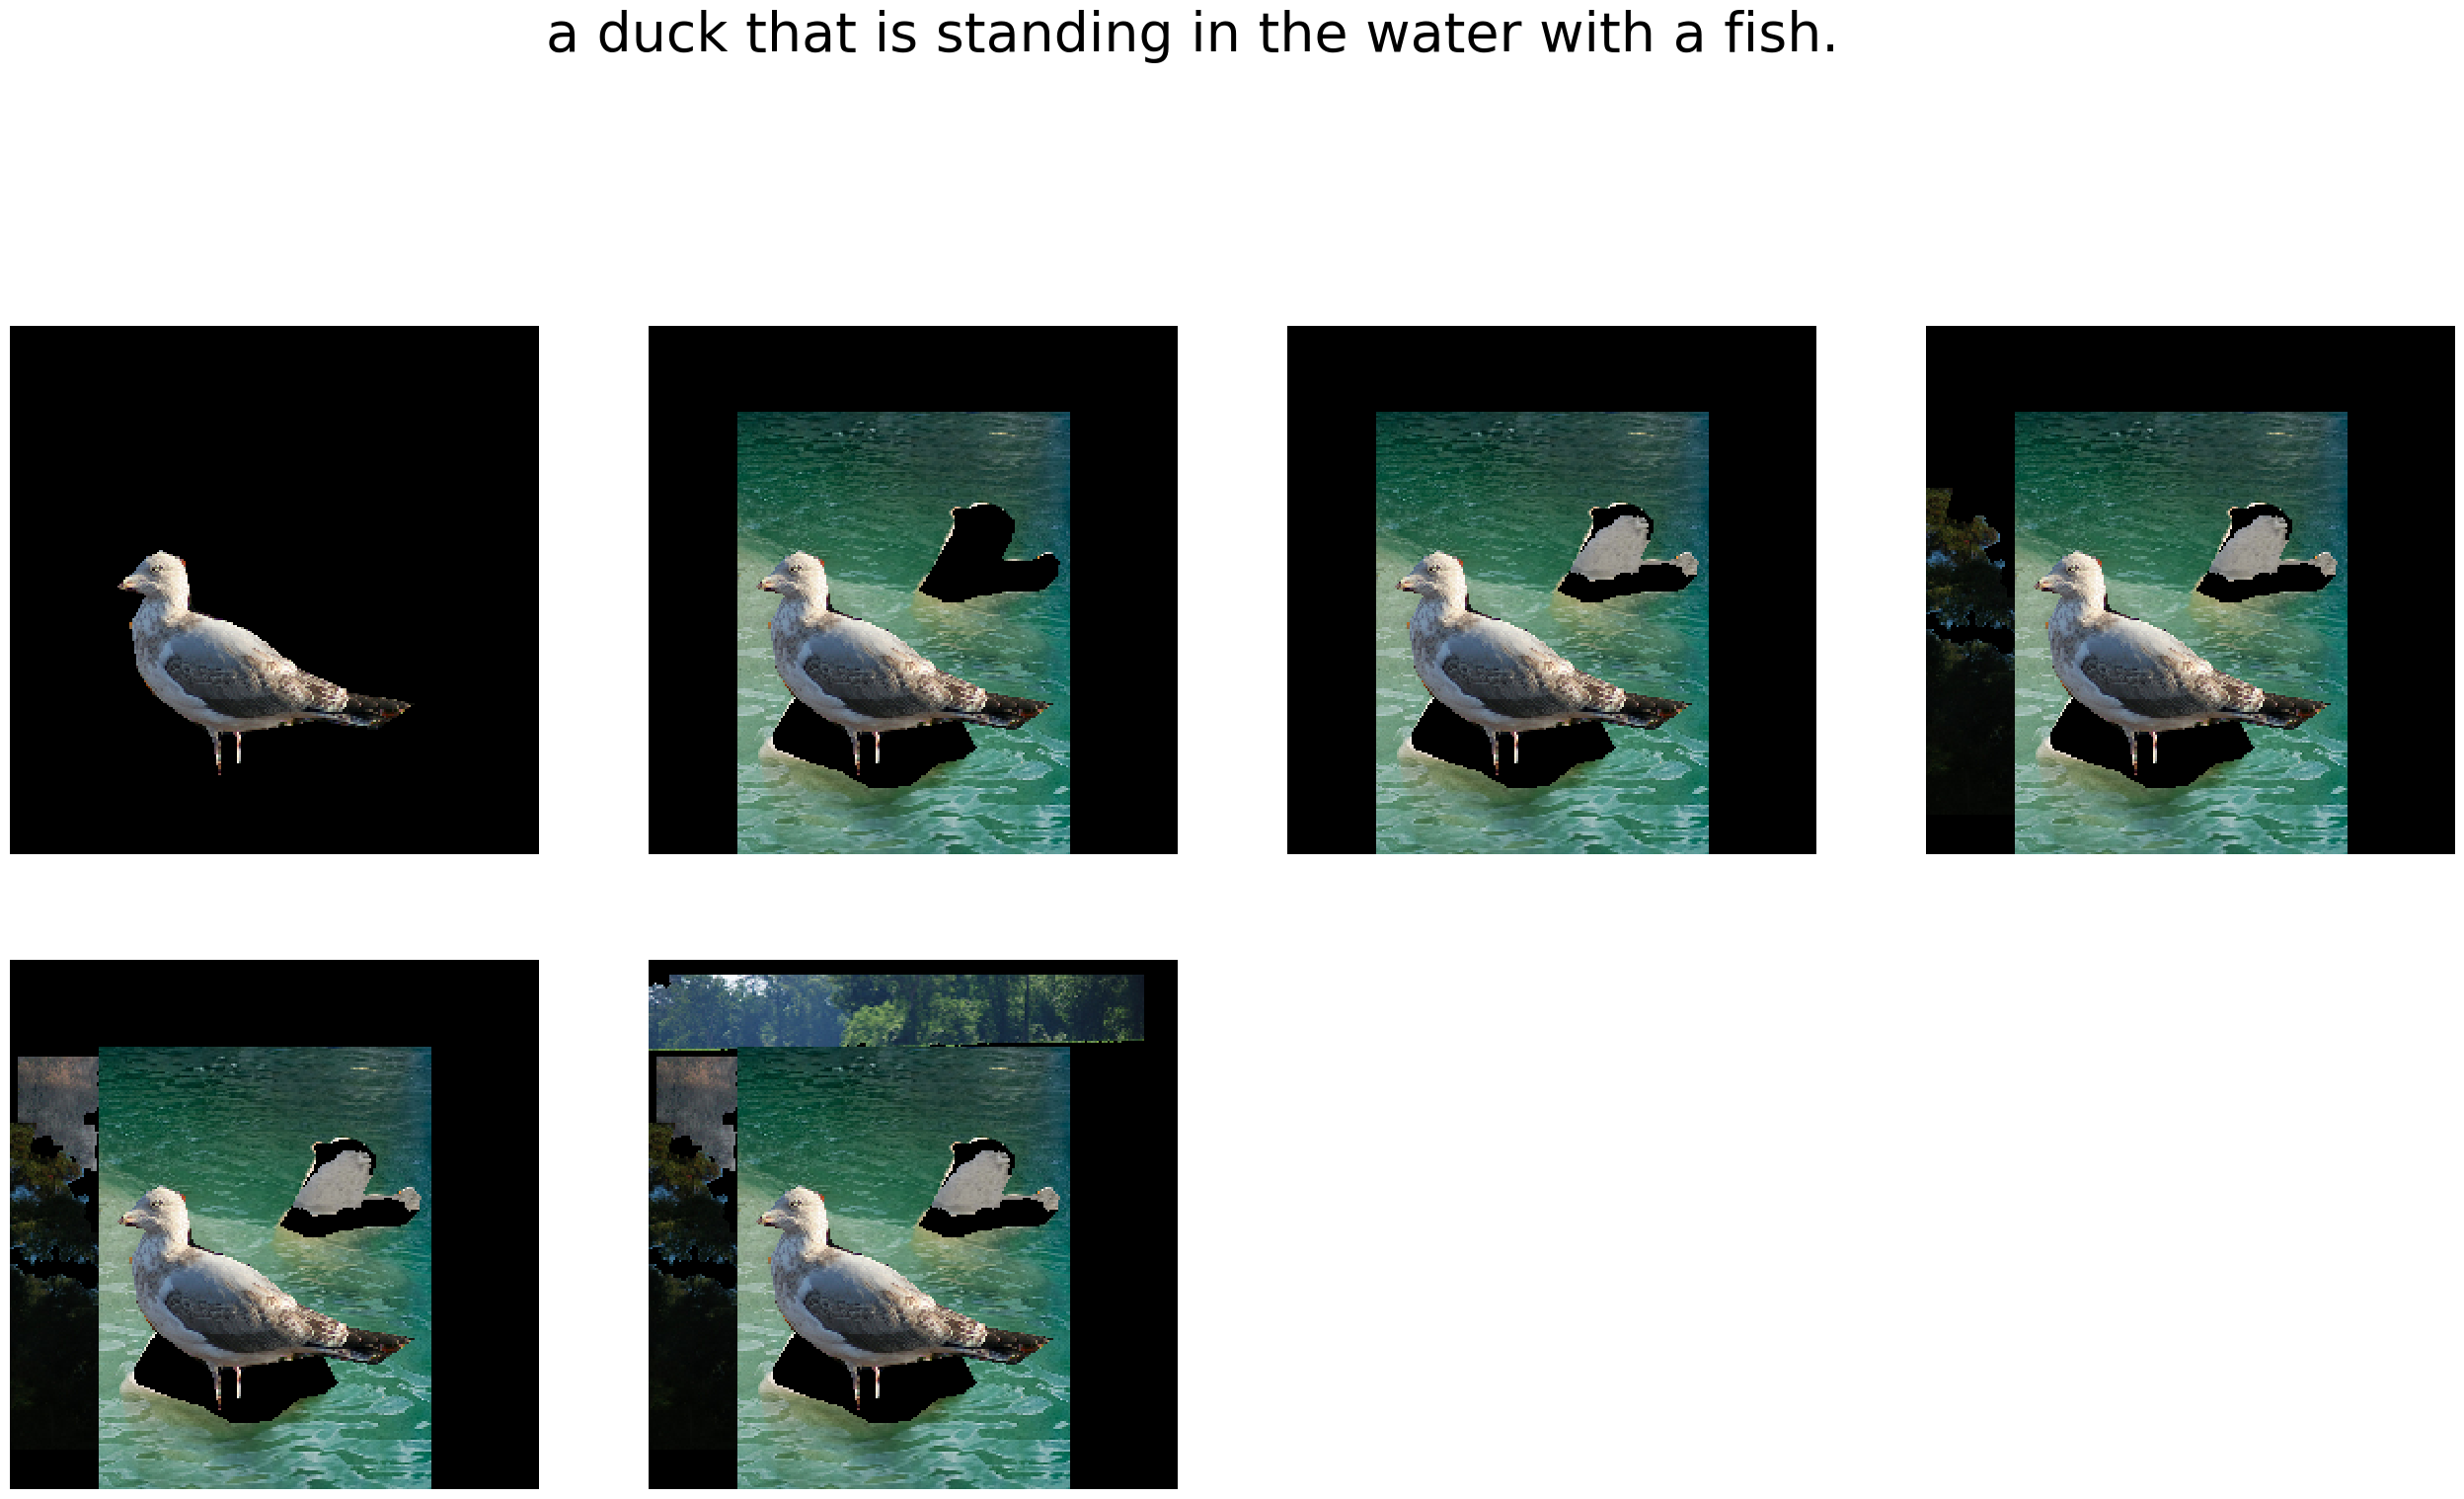 a duck that is standing in the water with a fish.